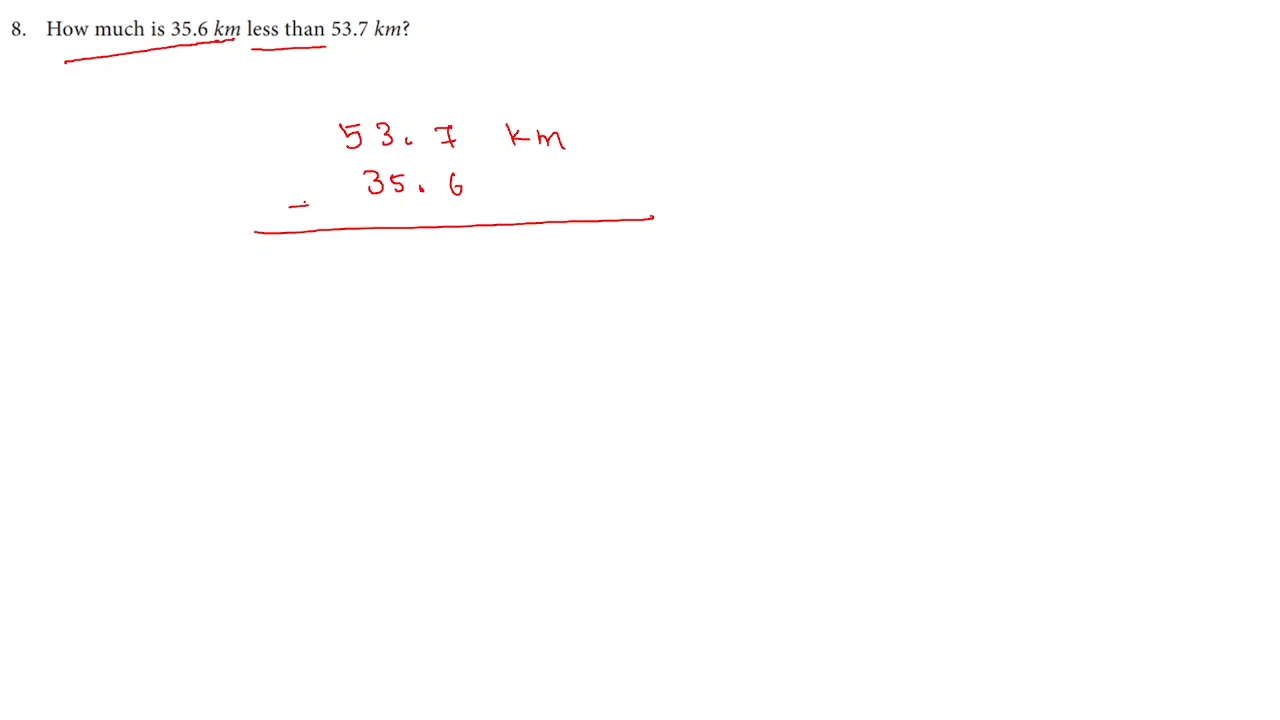 8. How much is 35.6 km less than 53.7 km?
53.7 km
35.6
–